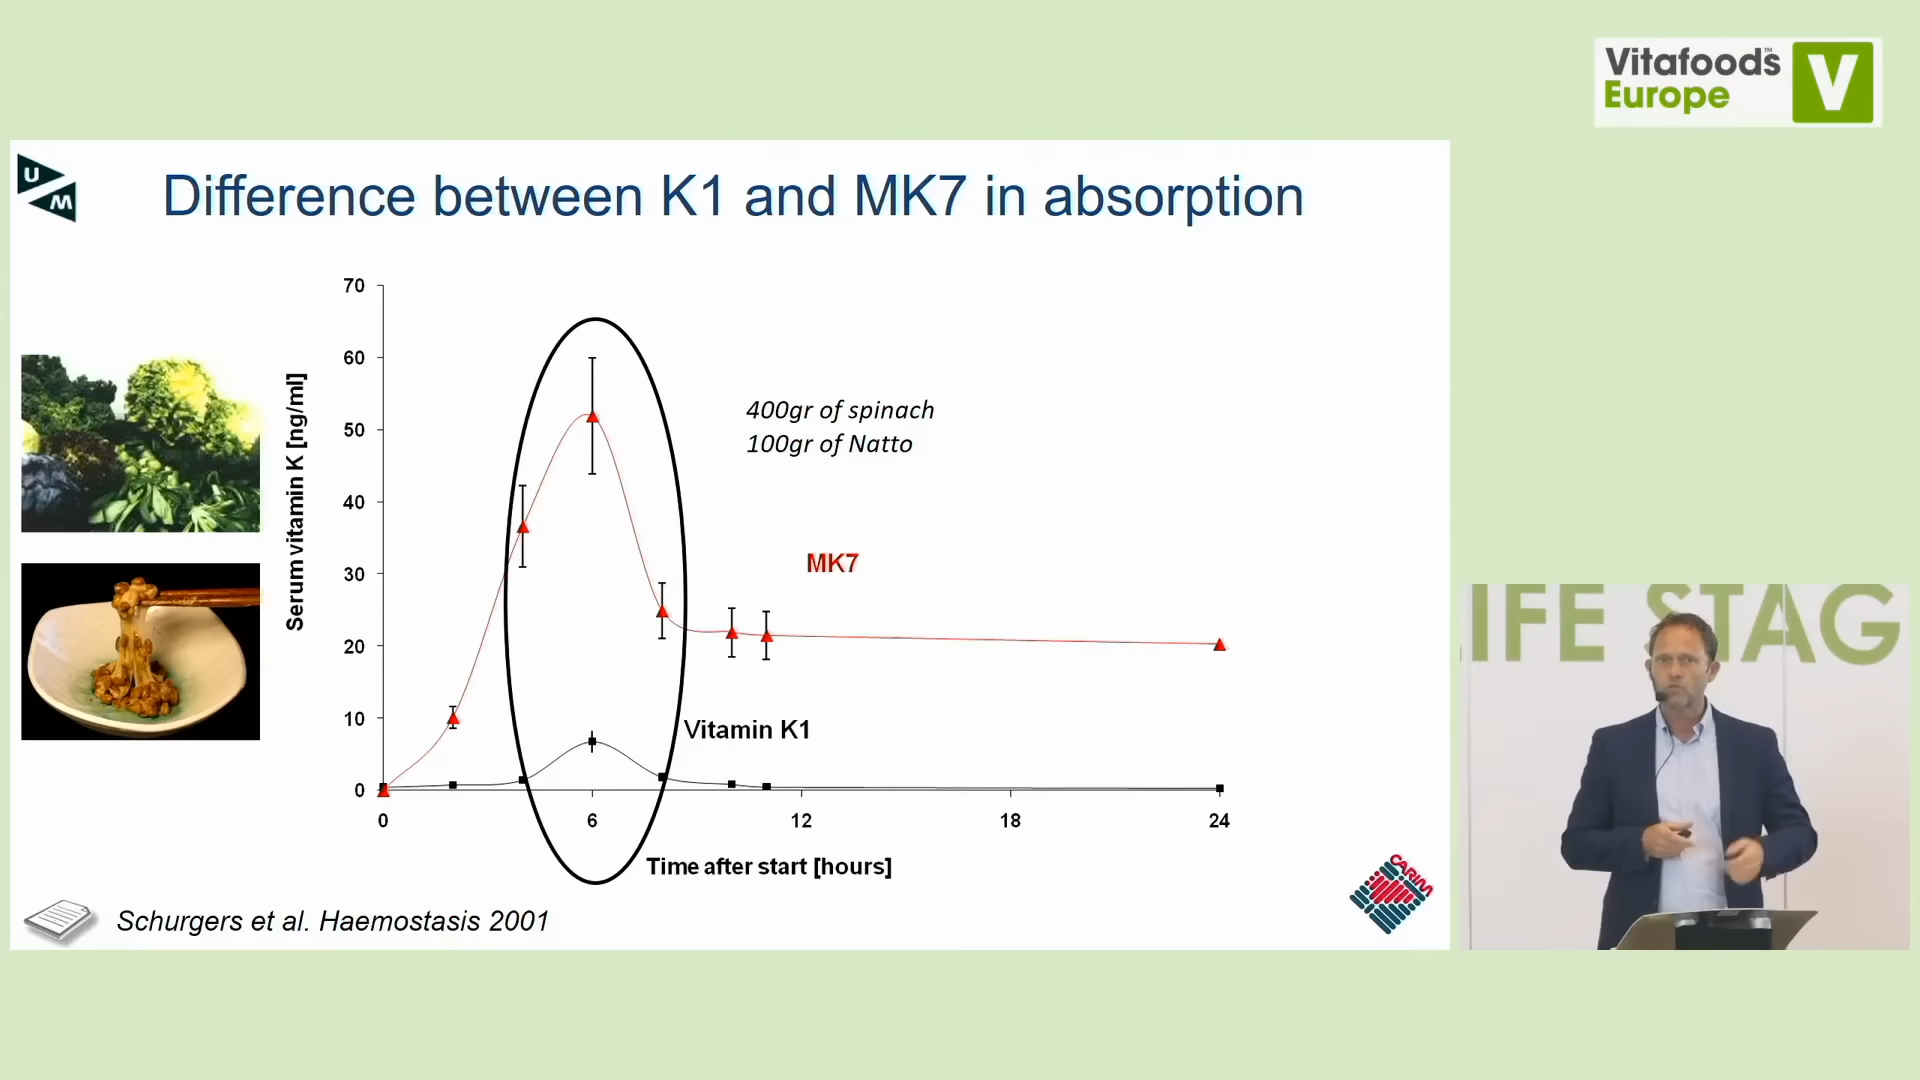 Vitafoods™
Europe
V
U
M
Difference between K1 and MK7 in absorption
70
60
50
40
30
20
10
0
Serum vitamin K [ng/ml]
400gr of spinach
100gr of Natto
MK7
Vitamin K1
0
6
12
18
24
Time after start [hours]
Schurgers et al. Haemostasis 2001
CARIM
IFE STAG